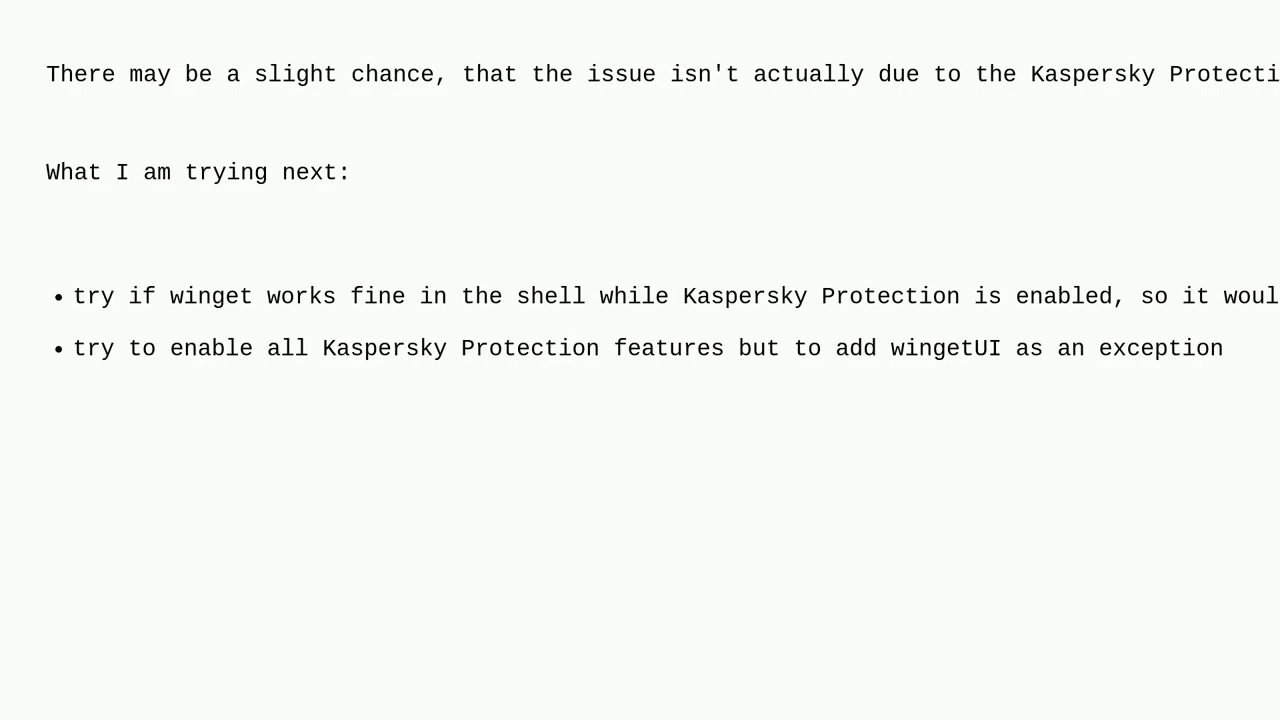 There may be a slight chance, that the issue isn't actually due to the Kaspersky
What I am trying next:
• try if winget works fine in the shell while Kaspersky Protection is enabled, so it
• try to enable all Kaspersky Protection features but to add wingetUI as an exception